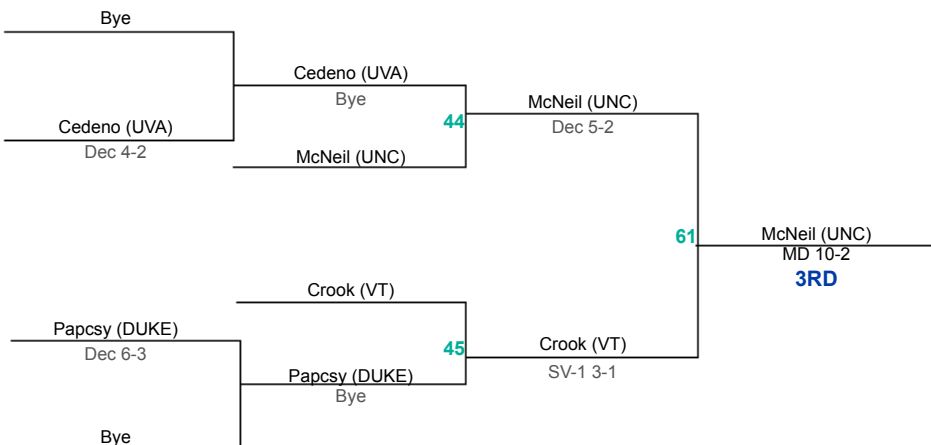 Bye
Cedeno (UVA)
Bye
McNeil (UNC)
Dec 5-2
44
Cedeno (UVA)
Dec 4-2
McNeil (UNC)
61
McNeil (UNC)
MD 10-2
3RD
Crook (VT)
Papcsy (DUKE)
Dec 6-3
45
Crook (VT)
SV-1 3-1
Papcsy (DUKE)
Bye
Bye